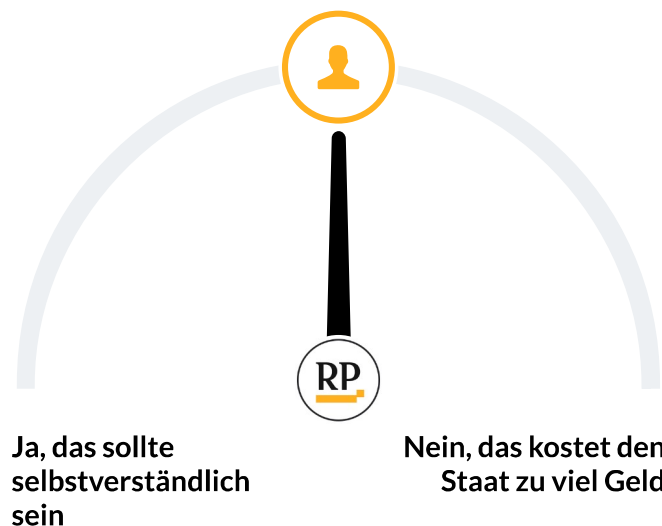 RP
Ja, das sollte
selbstverständlich
sein
Nein, das kostet den
Staat zu viel Geld